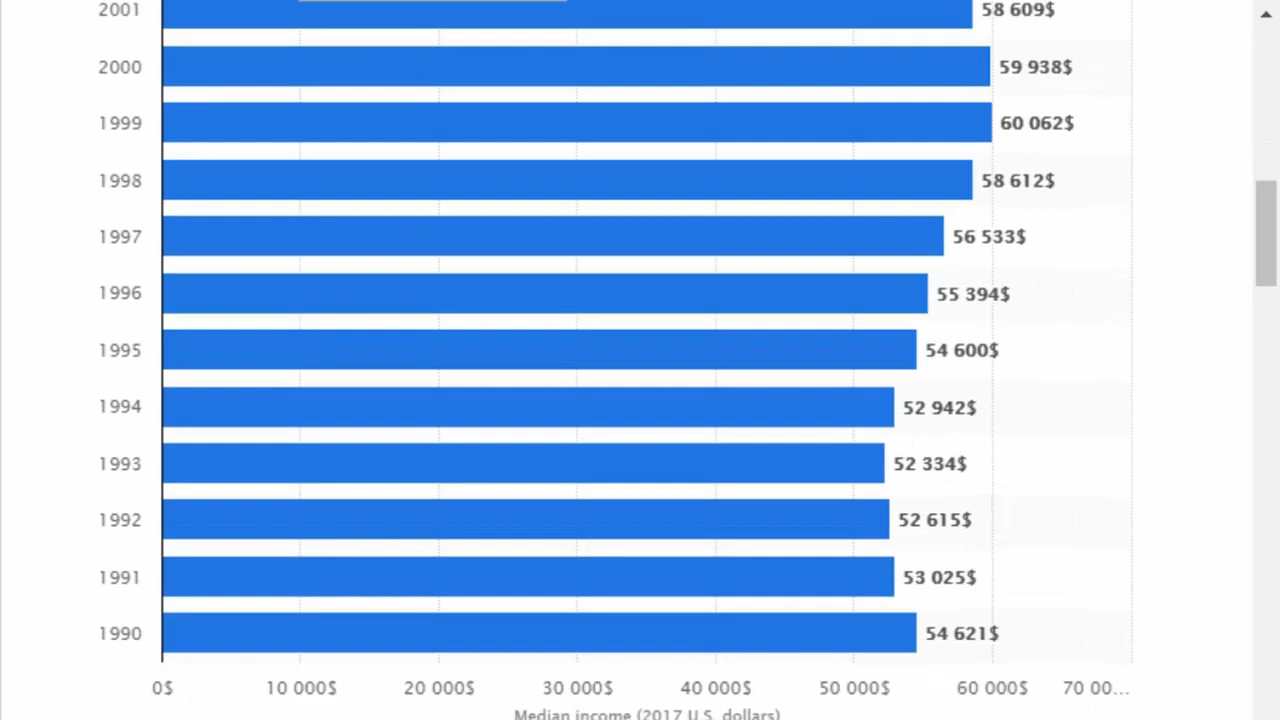 2001 58 609$
2000 59 938$
1999 60 062$
1998 58 612$
1997 56 533$
1996 55 394$
1995 54 600$
1994 52 942$
1993 52 334$
1992 52 615$
1991 53 025$
1990 54 621$
0$ 10 000$ 20 000$ 30 000$ 40 000$ 50 000$ 60 000$ 70 00...
Median income (2017 U.S. dollars)